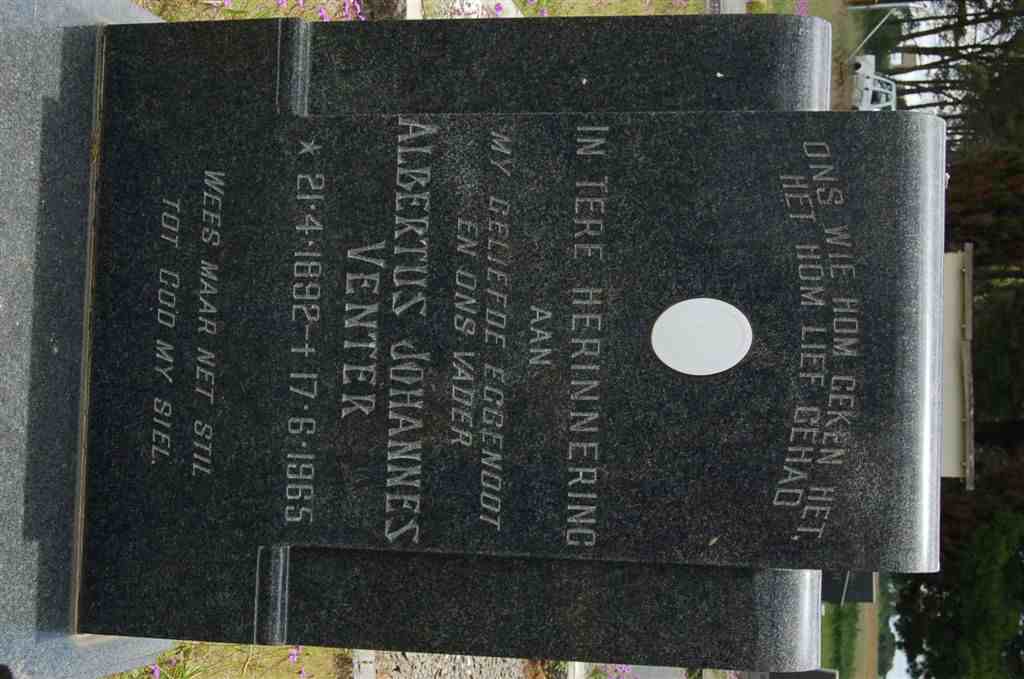 ONS WIE HOM GEKEN HET,
HET HOM LIEF GEHAD.
IN TERE HERINNERING
AAN
MY GELIEFDE EGGENOOT
EN ONS VADER
ALBERTUS JOHANNES
VENTER
★ 21·4·1892-† 17·6·1965
WEES MAAR NET STIL
TOT GOD MY SIEL.